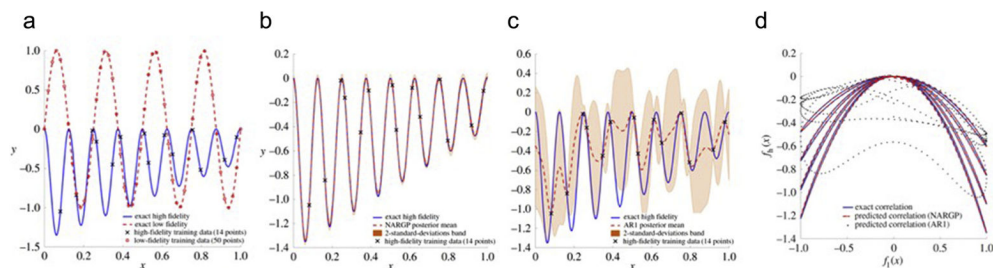 a
1.0
0.5
0
y
−0.5
−1.0
−1.5
0 0.2 0.4 0.6 0.8 1.0
x
exact high fidelity
exact low fidelity
high-fidelity training data (14 points)
low-fidelity training data (50 points)
b
0.2
0
−0.2
−0.4
y
−0.6
−0.8
−1.0
−1.2
−1.4
0 0.2 0.4 0.6 0.8 1.0
x
exact high fidelity
NARGP posterior mean
2-standard-deviations band
high-fidelity training data (14 points)
c
0.6
0.4
0.2
0
−0.2
y
−0.4
−0.6
−0.8
−1.0
−1.2
−1.4
0 0.2 0.4 0.6 0.8 1.0
x
exact high fidelity
AR1 posterior mean
2-standard-deviations band
high-fidelity training data (14 points)
d
0.2
0
−0.2
−0.4
−0.6
−0.8
−1.0
−1.2
−1.4
−1.0 −0.5 0 0.5 1.0
f1(x)
exact correlation
predicted correlation (NARGP)
predicted correlation (AR1)